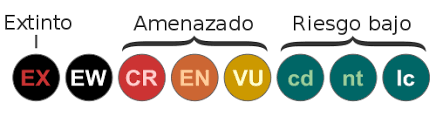 Extinto Amenazado Riesgo bajo
EX EW CR EN VU cd nt lc